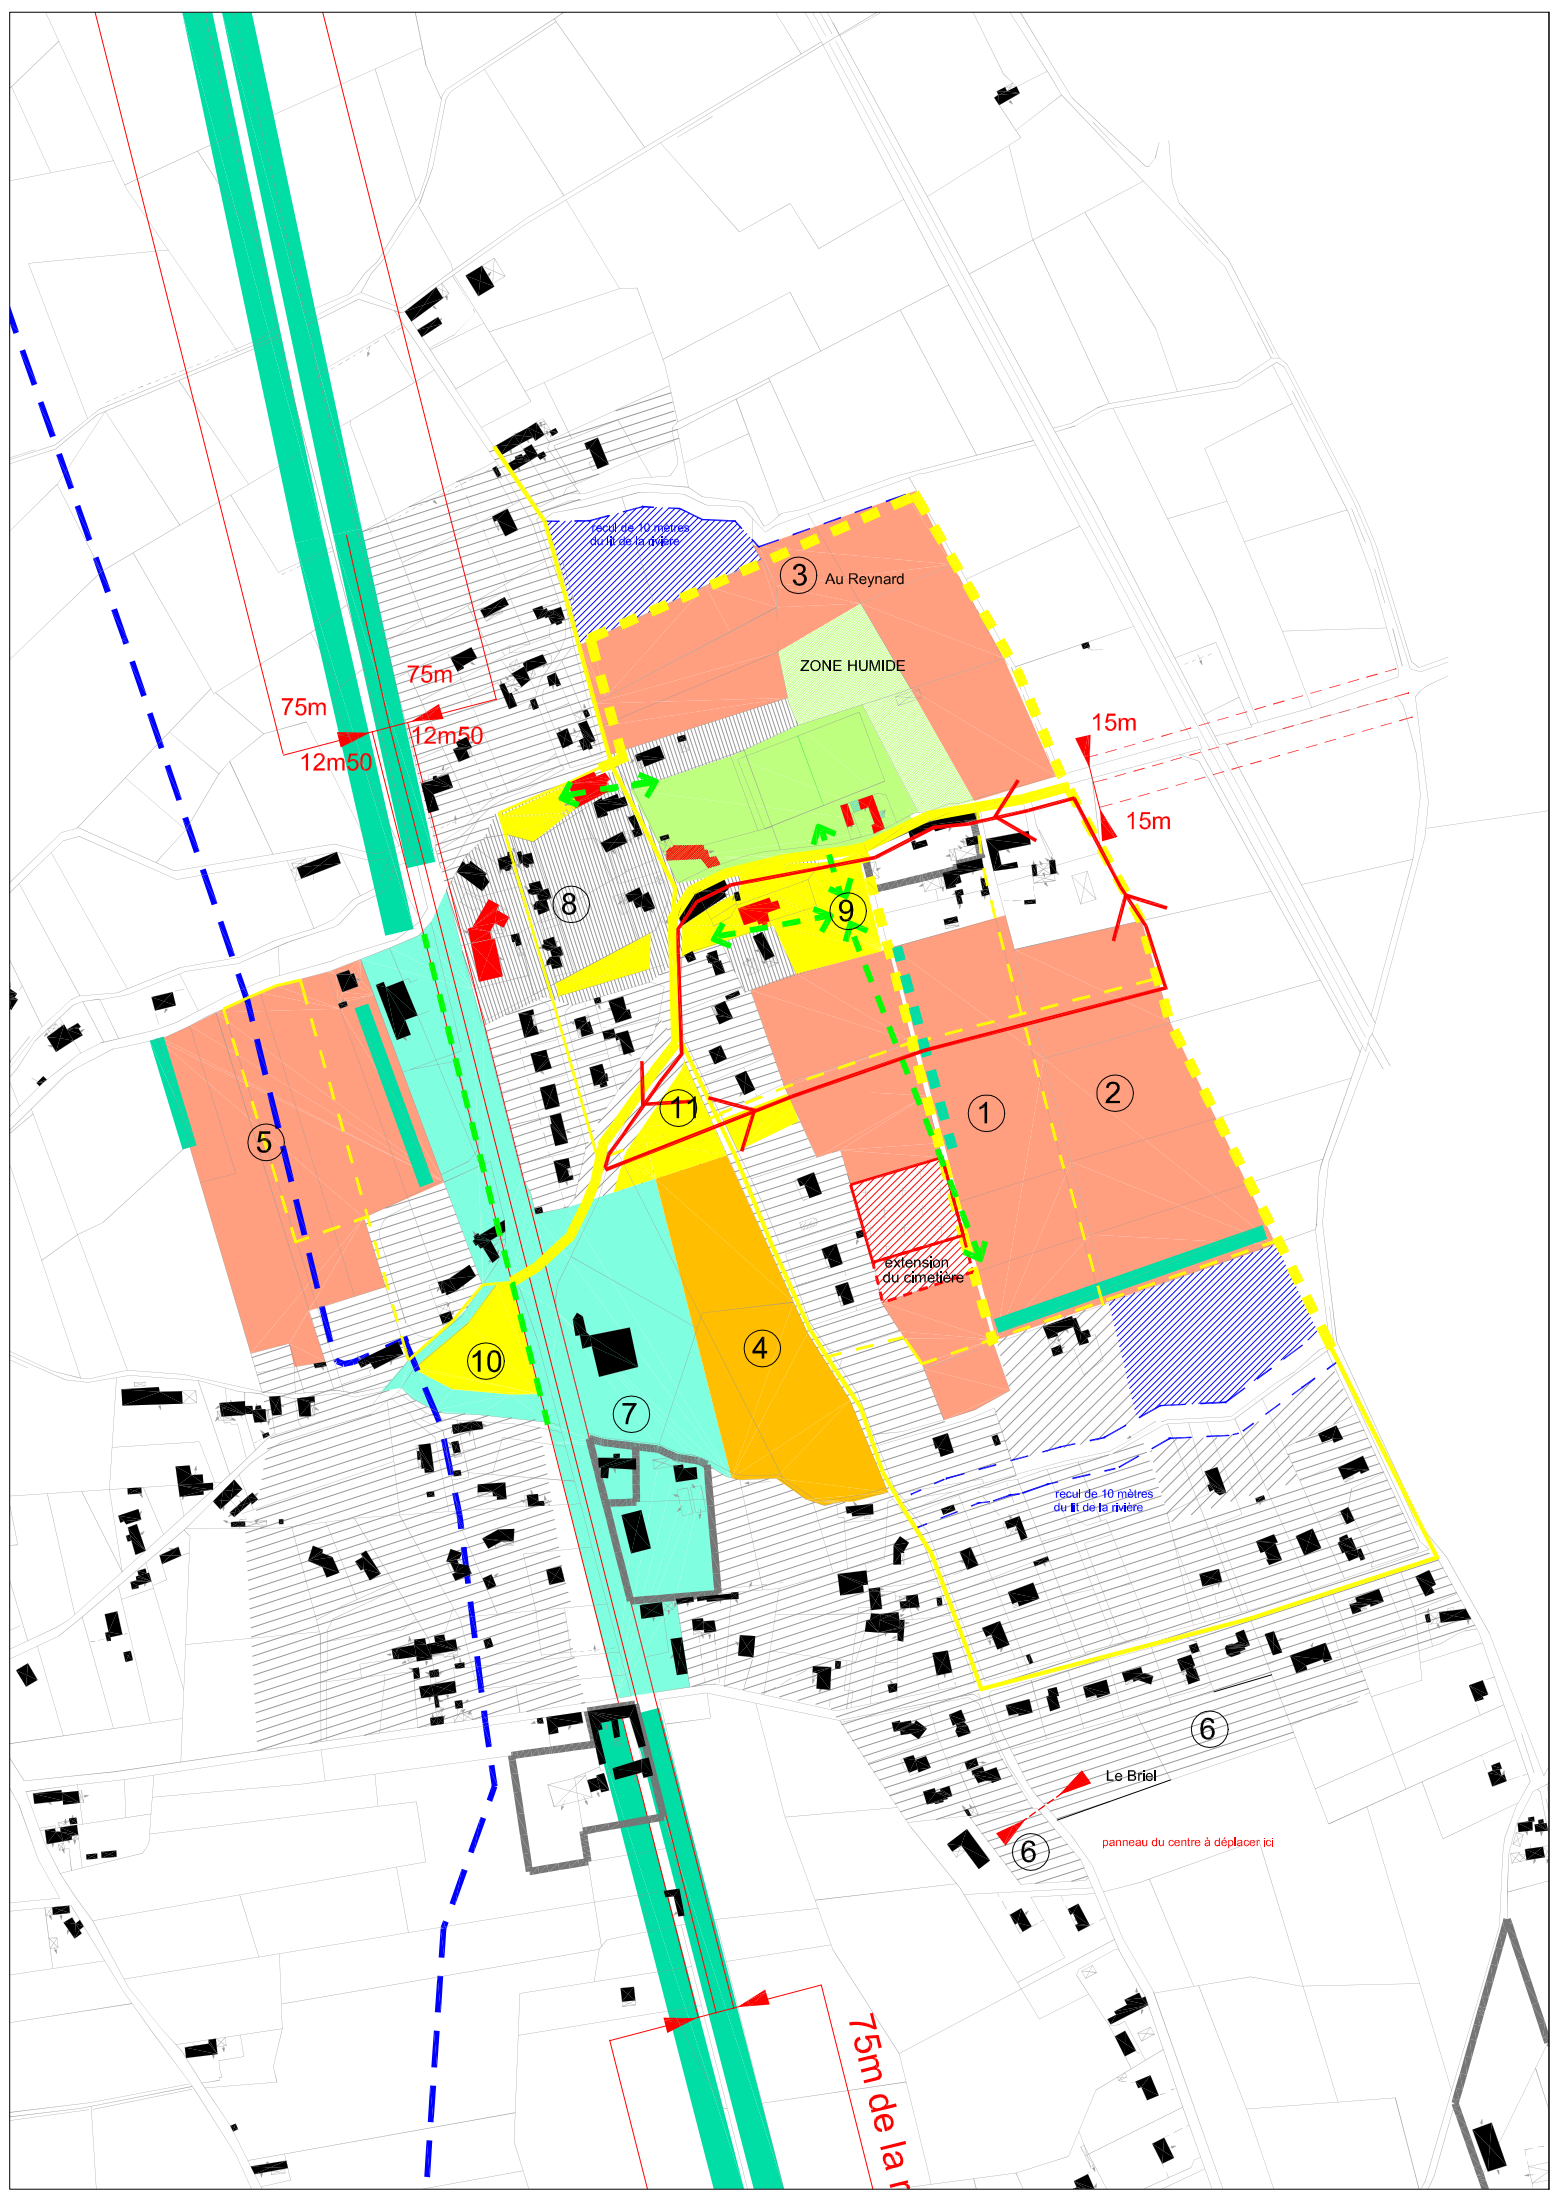 recul de 10 mètres
du lit de la rivière
3
Au Reynard
ZONE HUMIDE
75m
75m
12m50
12m50
15m
15m
8
9
11
1
2
5
extension
du cimetière
4
10
7
recul de 10 mètres
du lit de la rivière
6
Le Briel
panneau du centre à déplacer ici
6
75m de la r